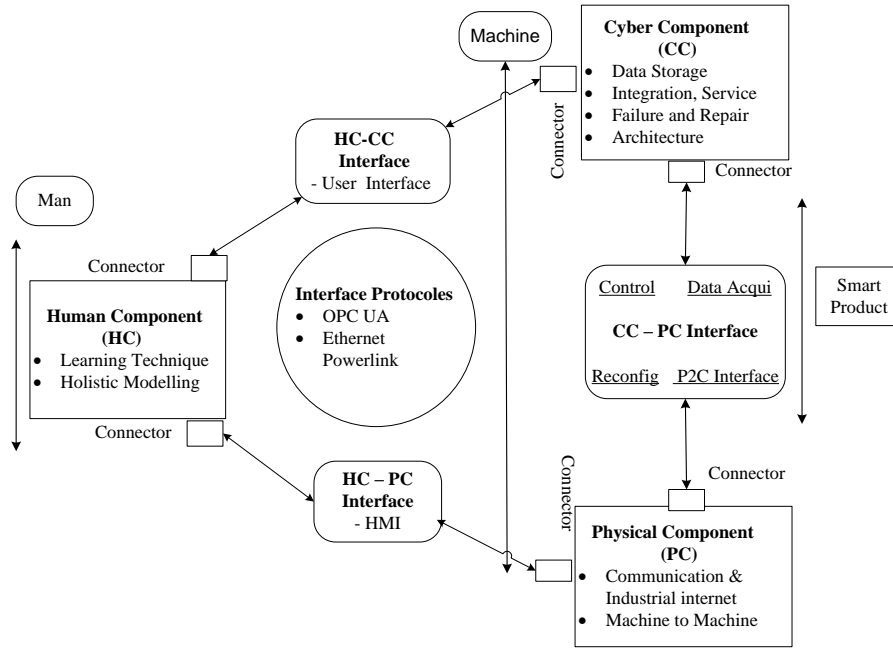 Machine
Cyber Component
(CC)
• Data Storage
• Integration, Service
• Failure and Repair
• Architecture
Connector
Connector
HC-CC
Interface
- User Interface
Man
Connector
Human Component
(HC)
• Learning Technique
• Holistic Modelling
Connector
Interface Protocoles
• OPC UA
• Ethernet
Powerlink
Control Data Acqui
CC – PC Interface
Reconfig P2C Interface
Smart
Product
HC – PC
Interface
- HMI
Connector
Connector
Physical Component
(PC)
• Communication &
Industrial internet
• Machine to Machine